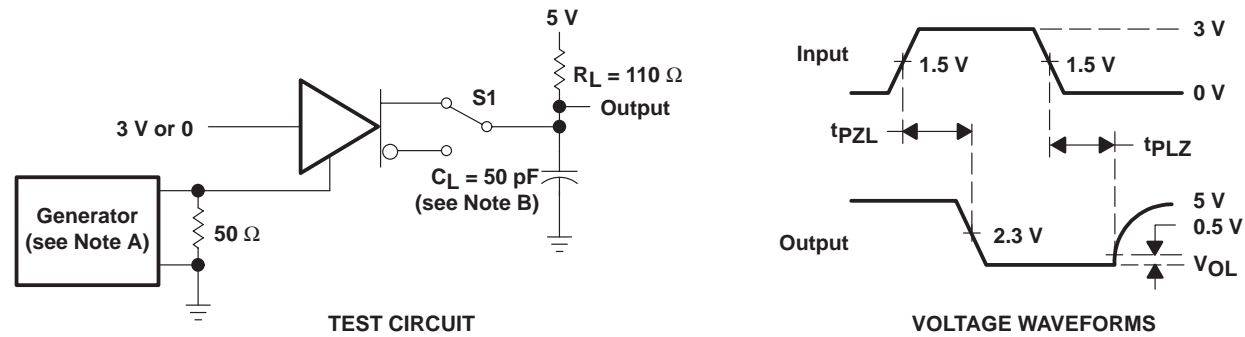 5 V
R_L = 110 Ω
S1
Output
3 V or 0
C_L = 50 pF
(see Note B)
Generator
(see Note A)
50 Ω
TEST CIRCUIT
3 V
Input
1.5 V
1.5 V
0 V
t_PZL
t_PLZ
5 V
0.5 V
Output
2.3 V
V_OL
VOLTAGE WAVEFORMS